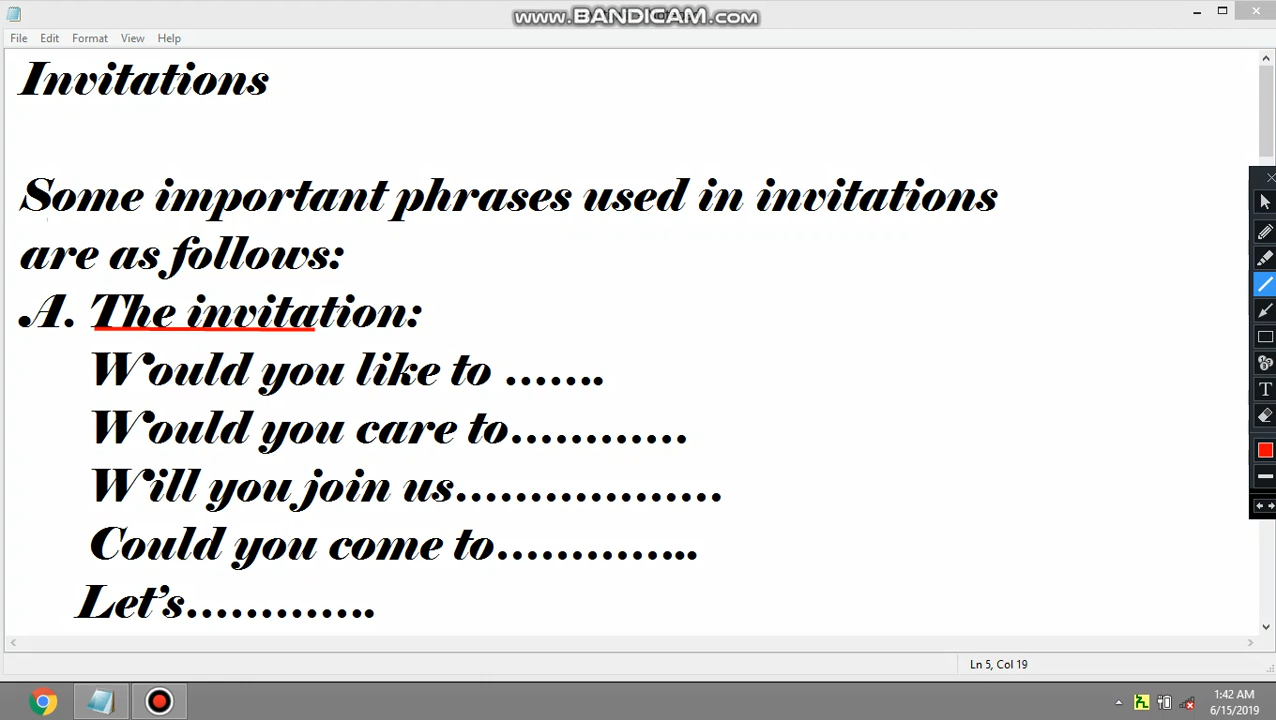 www.BANDICAM.com
File Edit Format View Help
Invitations
Some important phrases used in invitations
are as follows:
A. The invitation:
Would you like to .......
Would you care to............
Will you join us..................
Could you come to..............
Let’s.............
Ln 5, Col 19
1:42 AM
6/15/2019